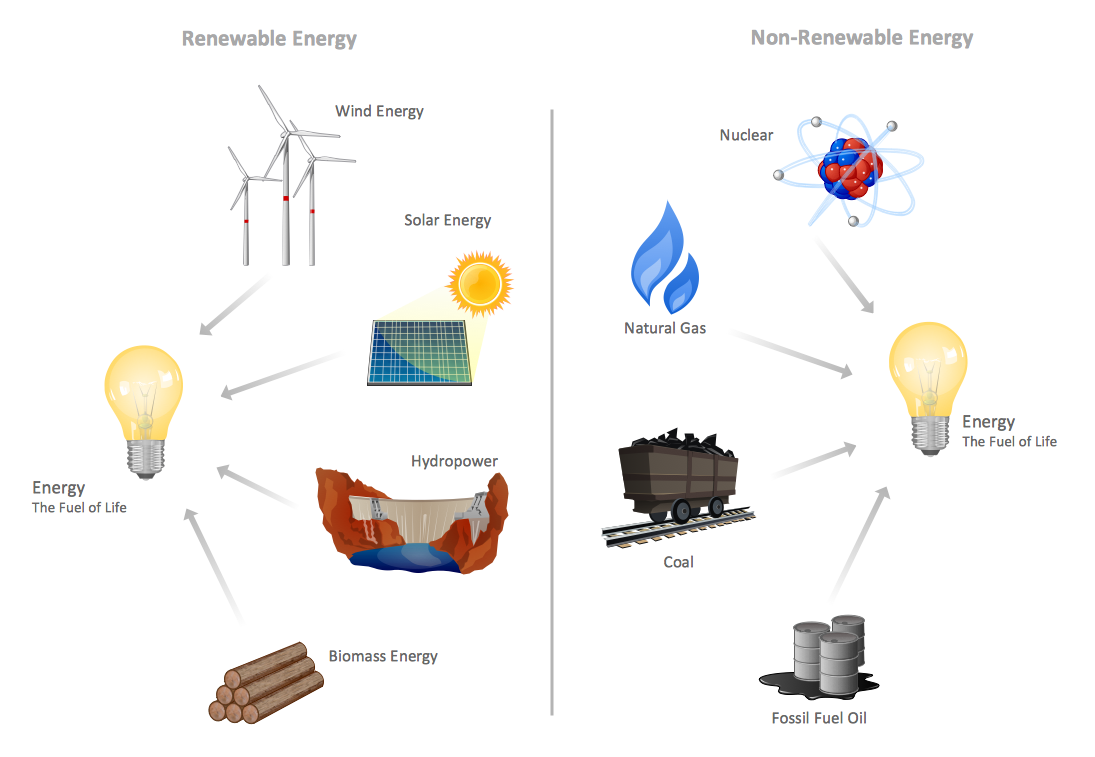 Renewable Energy
Wind Energy
Solar Energy
Hydropower
Energy
The Fuel of Life
Biomass Energy
Non-Renewable Energy
Nuclear
Natural Gas
Energy
The Fuel of Life
Coal
Fossil Fuel Oil